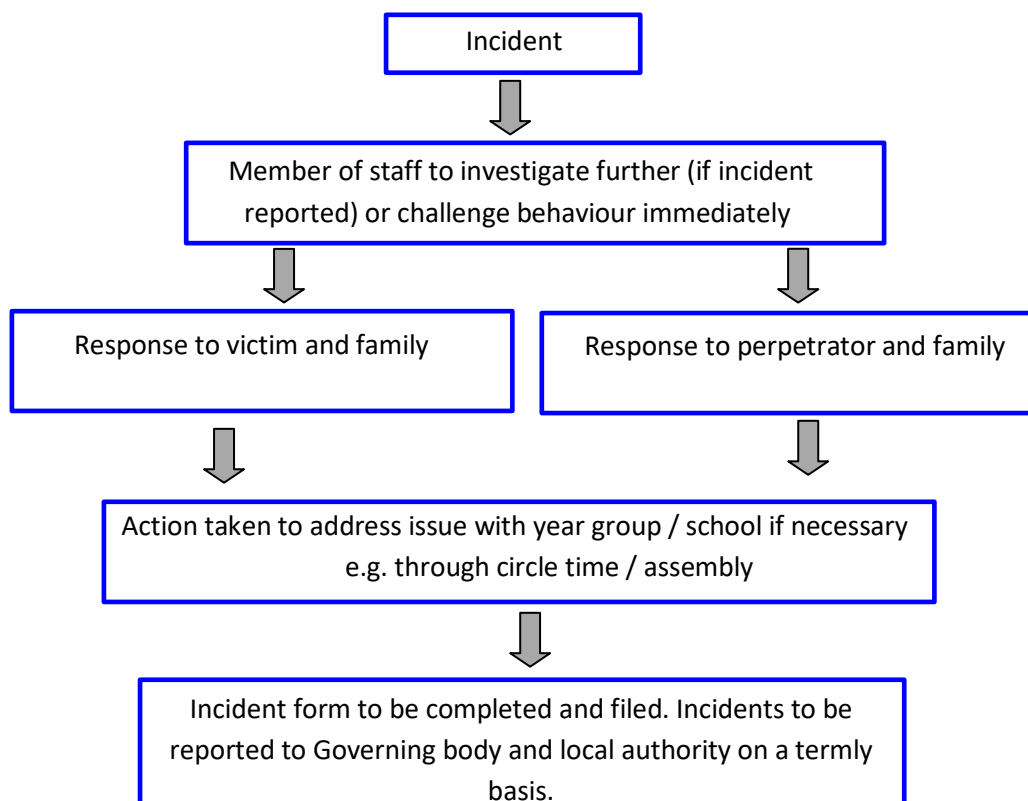 Incident
Member of staff to investigate further (if incident
reported) or challenge behaviour immediately
Response to victim and family
Response to perpetrator and family
Action taken to address issue with year group / school if necessary
e.g. through circle time / assembly
Incident form to be completed and filed. Incidents to be
reported to Governing body and local authority on a termly
basis.